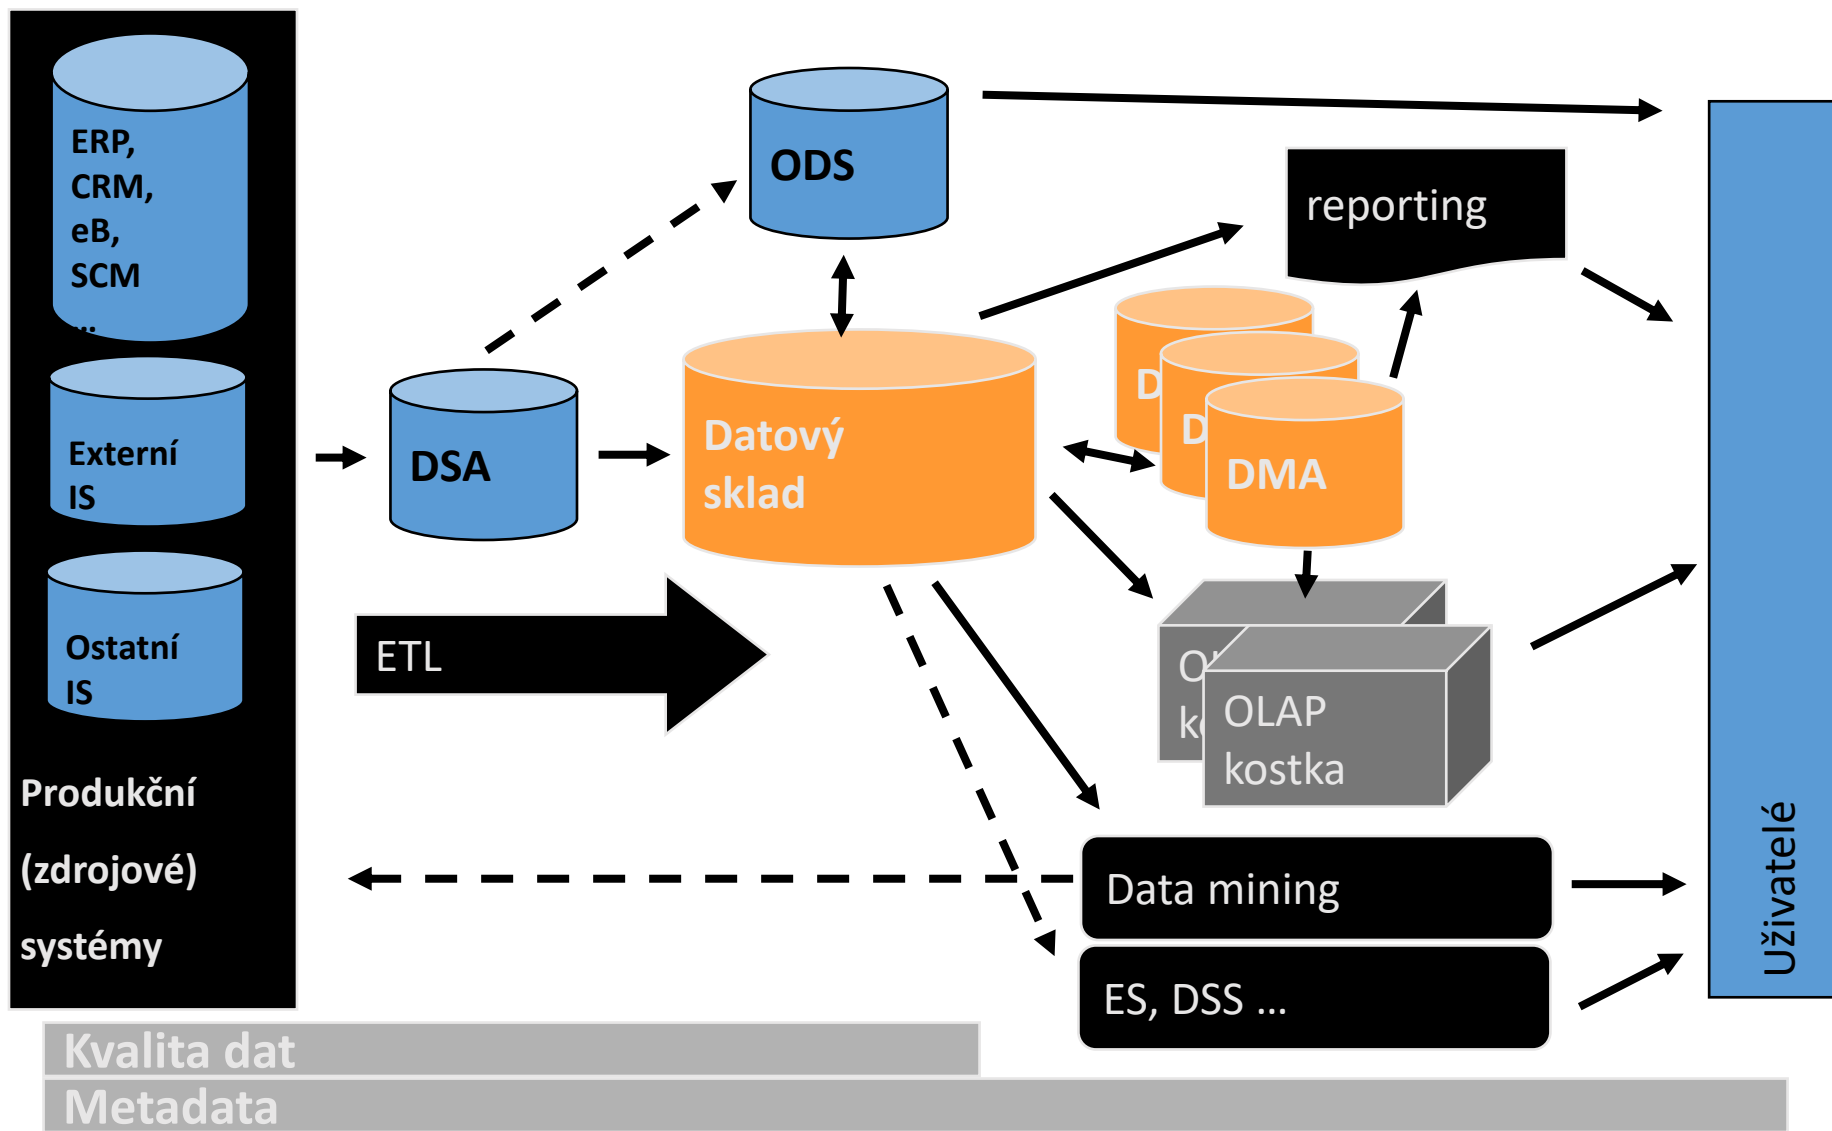 ERP,
CRM,
eB,
SCM
...
Externí
IS
Ostatní
IS
Produkční
(zdrojové)
systémy
DSA
ODS
Datový
sklad
ETL
reporting
D
D
DMA
OLAP
kostka
Data mining
ES, DSS ...
Uživatelé
Kvalita dat
Metadata